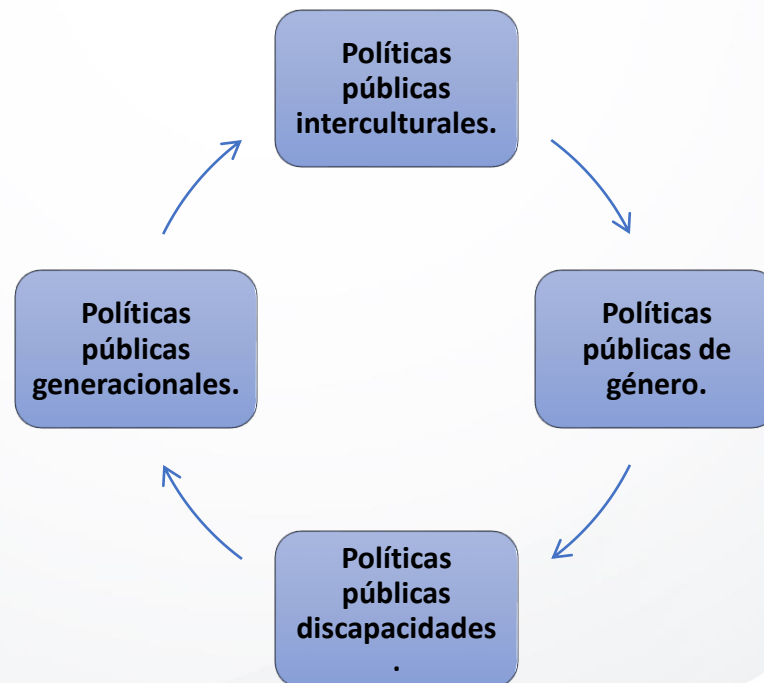 Políticas
públicas
interculturales.
Políticas
públicas de
género.
Políticas
públicas
discapacidades
.
Políticas
públicas
generacionales.